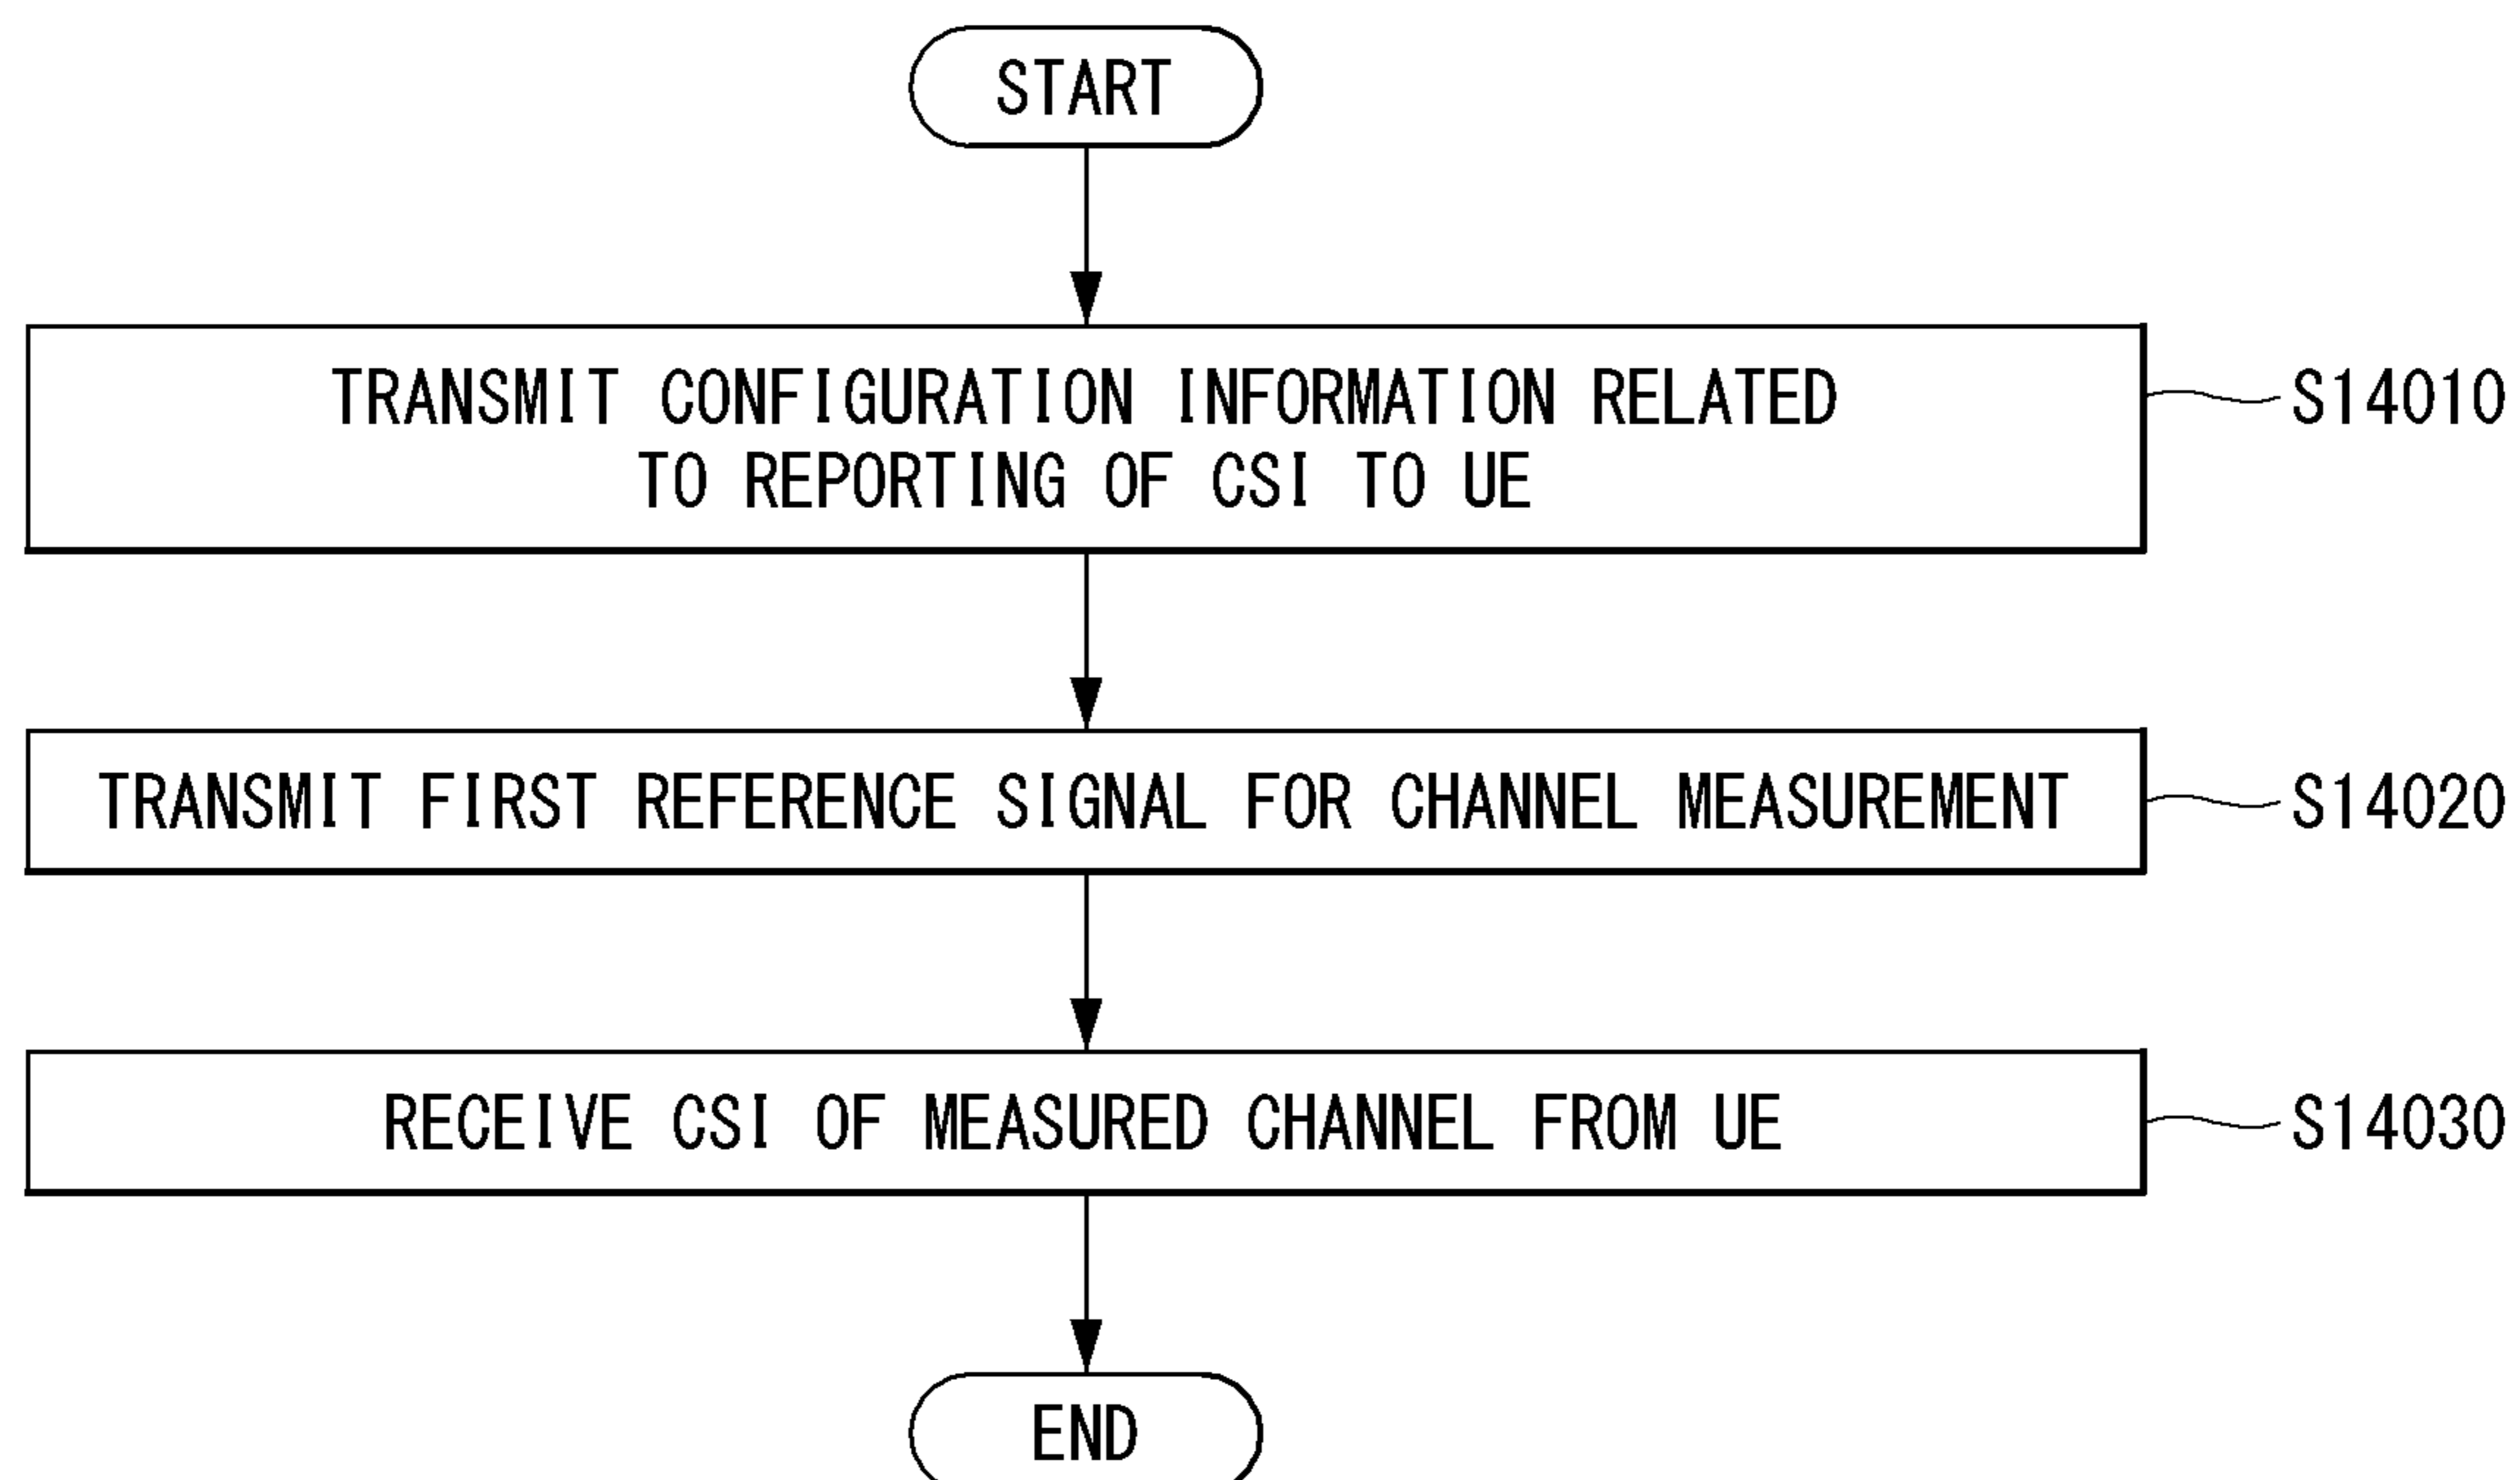 START
TRANSMIT CONFIGURATION INFORMATION RELATED
TO REPORTING OF CSI TO UE
S14010
TRANSMIT FIRST REFERENCE SIGNAL FOR CHANNEL MEASUREMENT
S14020
RECEIVE CSI OF MEASURED CHANNEL FROM UE
S14030
END